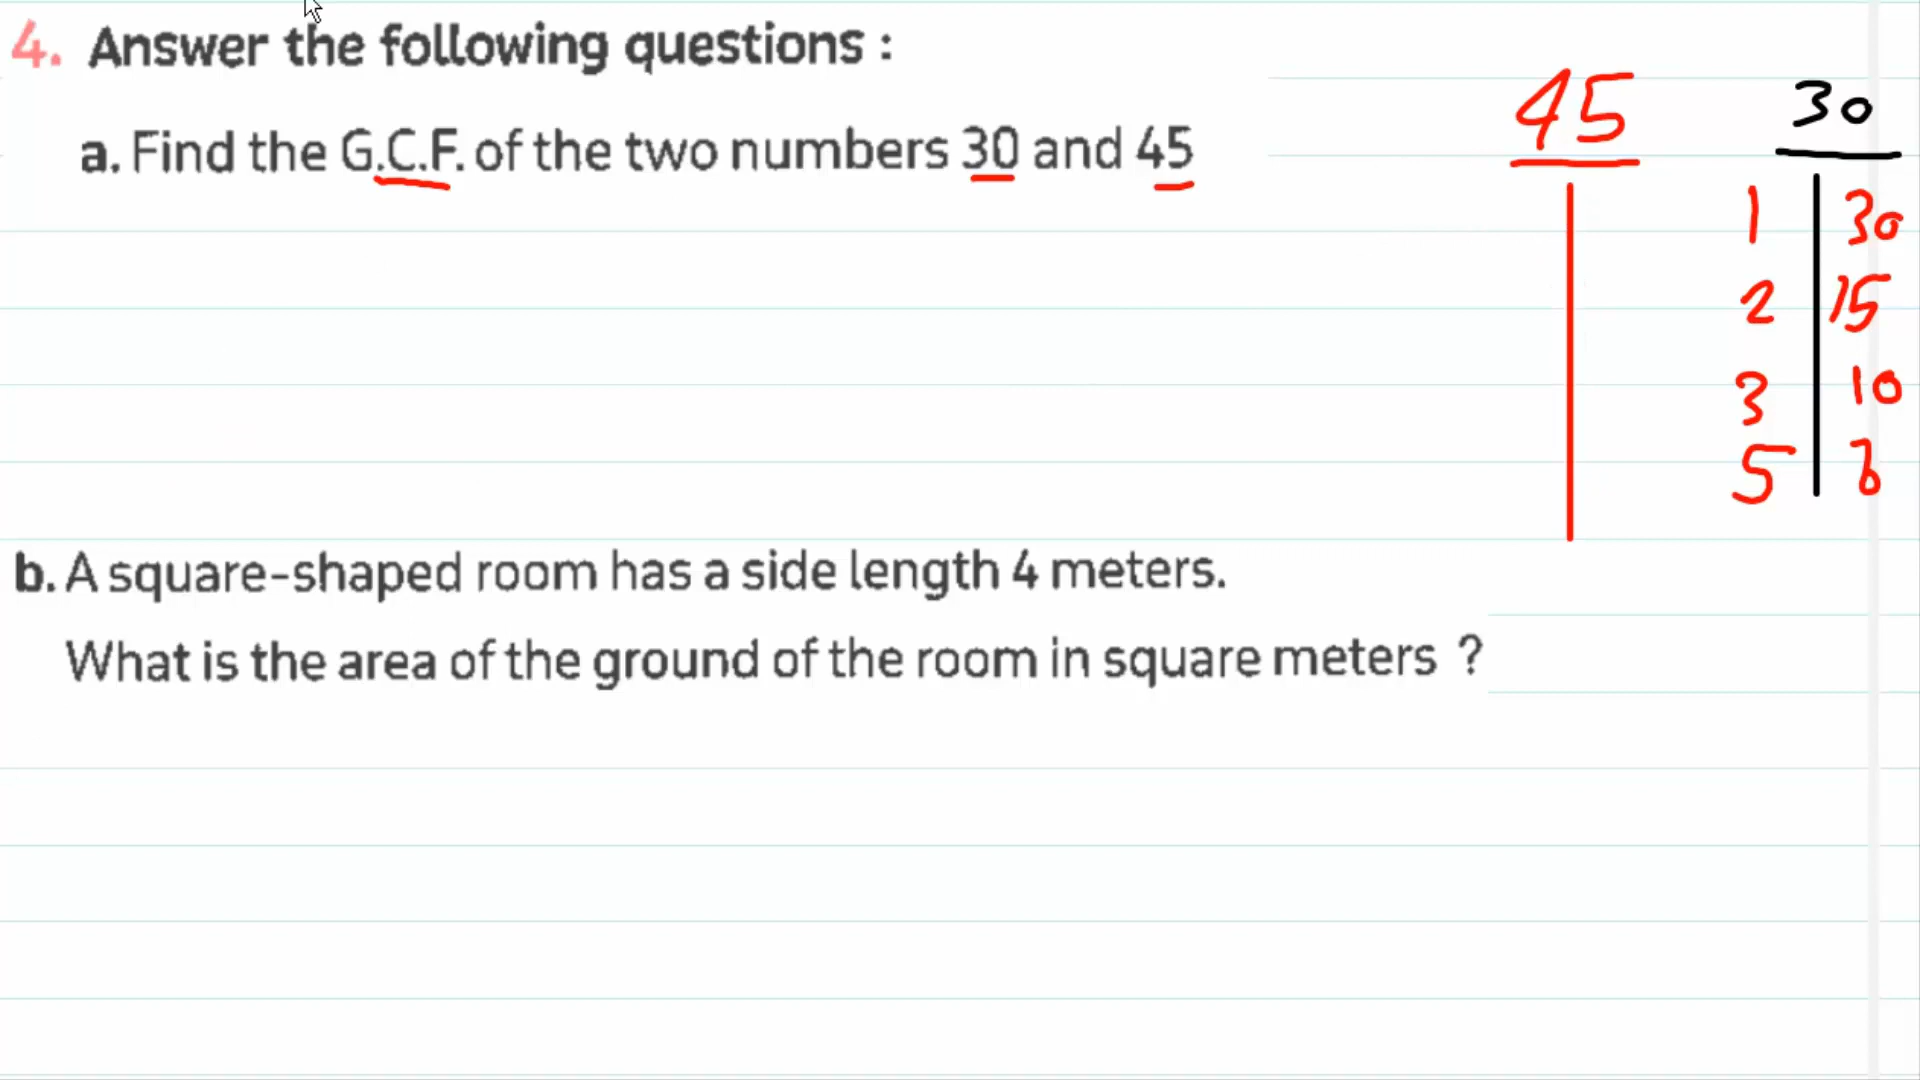 4. Answer the following questions :
a. Find the G.C.F. of the two numbers 30 and 45
45
30
1 30
2 15
3 10
5 6
b. A square-shaped room has a side length 4 meters.
What is the area of the ground of the room in square meters ?